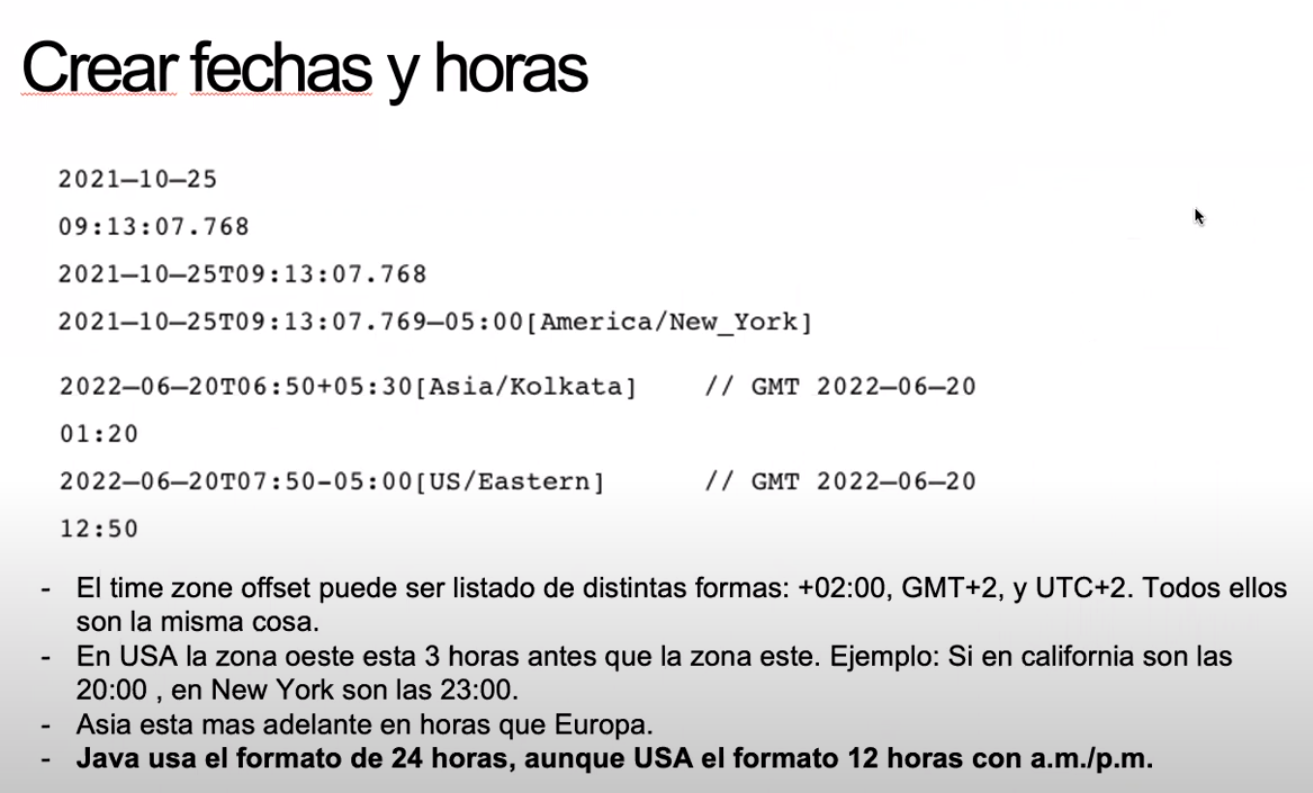 Crear fechas y horas
2021–10–25
09:13:07.768
2021–10–25T09:13:07.768
2021–10–25T09:13:07.769–05:00[America/New_York]
2022–06–20T06:50+05:30[Asia/Kolkata] // GMT 2022–06–20
01:20
2022–06–20T07:50-05:00[US/Eastern] // GMT 2022–06–20
12:50
- El time zone offset puede ser listado de distintas formas: +02:00, GMT+2, y UTC+2. Todos ellos
son la misma cosa.
- En USA la zona oeste esta 3 horas antes que la zona este. Ejemplo: Si en california son las
20:00 , en New York son las 23:00.
- Asia esta mas adelante en horas que Europa.
- Java usa el formato de 24 horas, aunque USA el formato 12 horas con a.m./p.m.